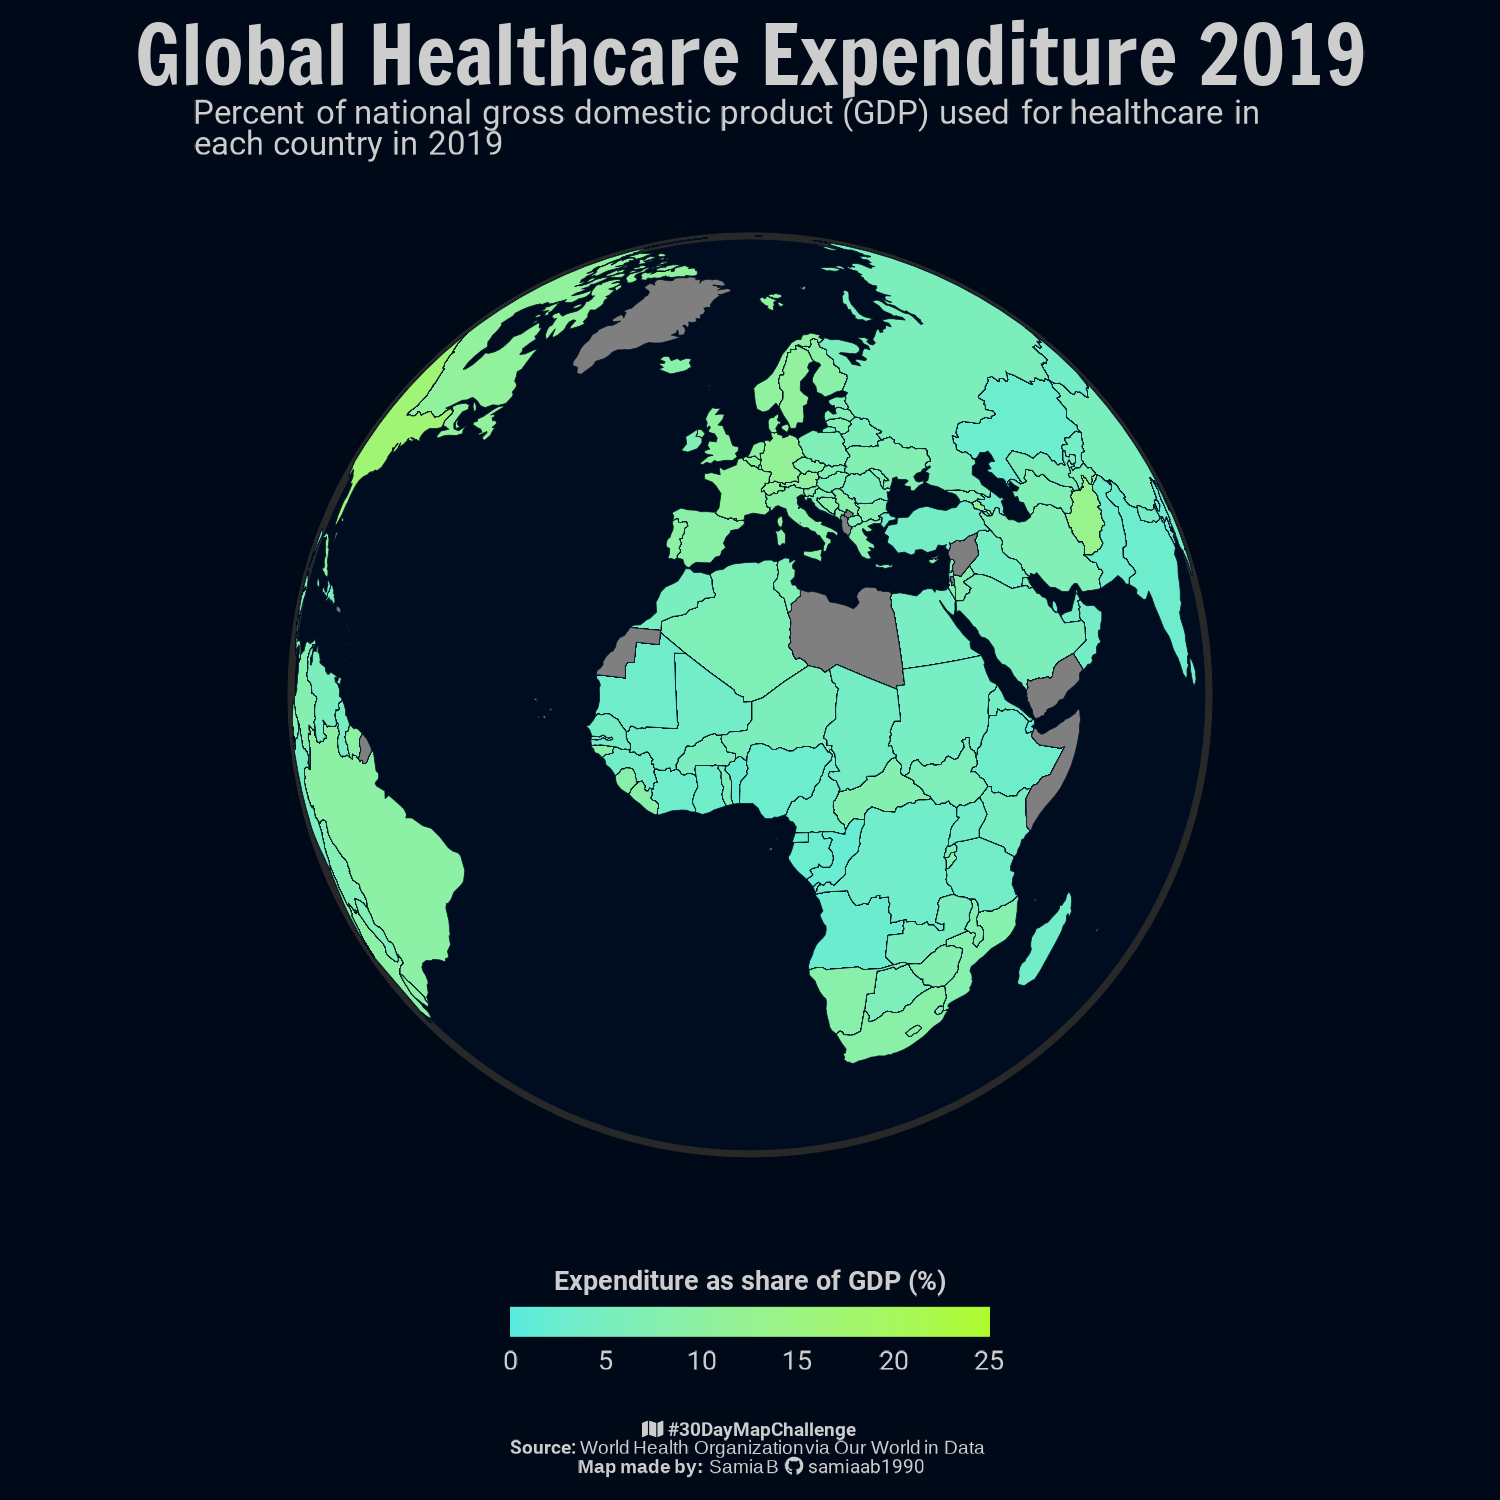 Global Healthcare Expenditure 2019
Percent of national gross domestic product (GDP) used for healthcare in
each country in 2019
Expenditure as share of GDP (%)
0 5 10 15 20 25
#30DayMapChallenge
Source: World Health Organization via Our World in Data
Map made by: Samia B samiaab1990